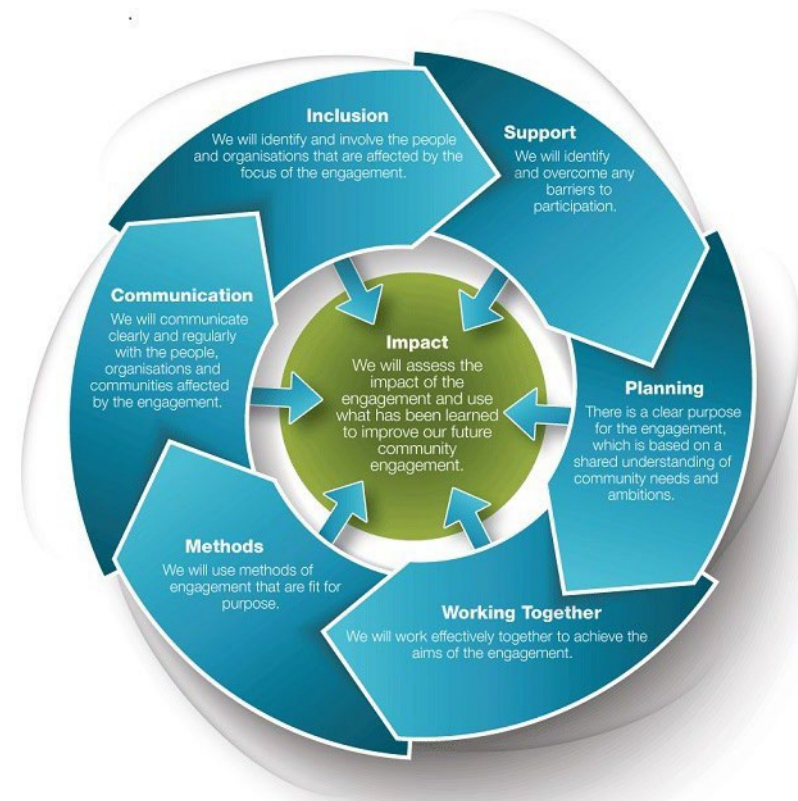 Inclusion
We will identify and involve the people
and organisations that are affected by the
focus of the engagement.
Support
We will identify
and overcome any
barriers to
participation.
Planning
There is a clear purpose
for the engagement,
which is based on a
shared understanding of
community needs and
ambitions.
Working Together
We will work effectively together to achieve the
aims of the engagement.
Methods
We will use methods of
engagement that are fit for
purpose.
Communication
We will communicate
clearly and regularly
with the people,
organisations and
communities affected
by the engagement.
Impact
We will assess the
impact of the
engagement and use
what has been learned
to improve our future
community
engagement.